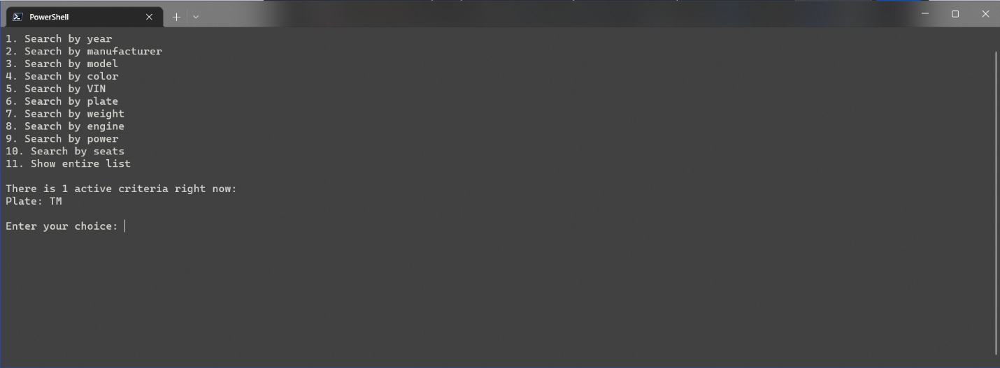 PowerShell
1. Search by year
2. Search by manufacturer
3. Search by model
4. Search by color
5. Search by VIN
6. Search by plate
7. Search by weight
8. Search by engine
9. Search by power
10. Search by seats
11. Show entire list
There is 1 active criteria right now:
Plate: TM
Enter your choice: